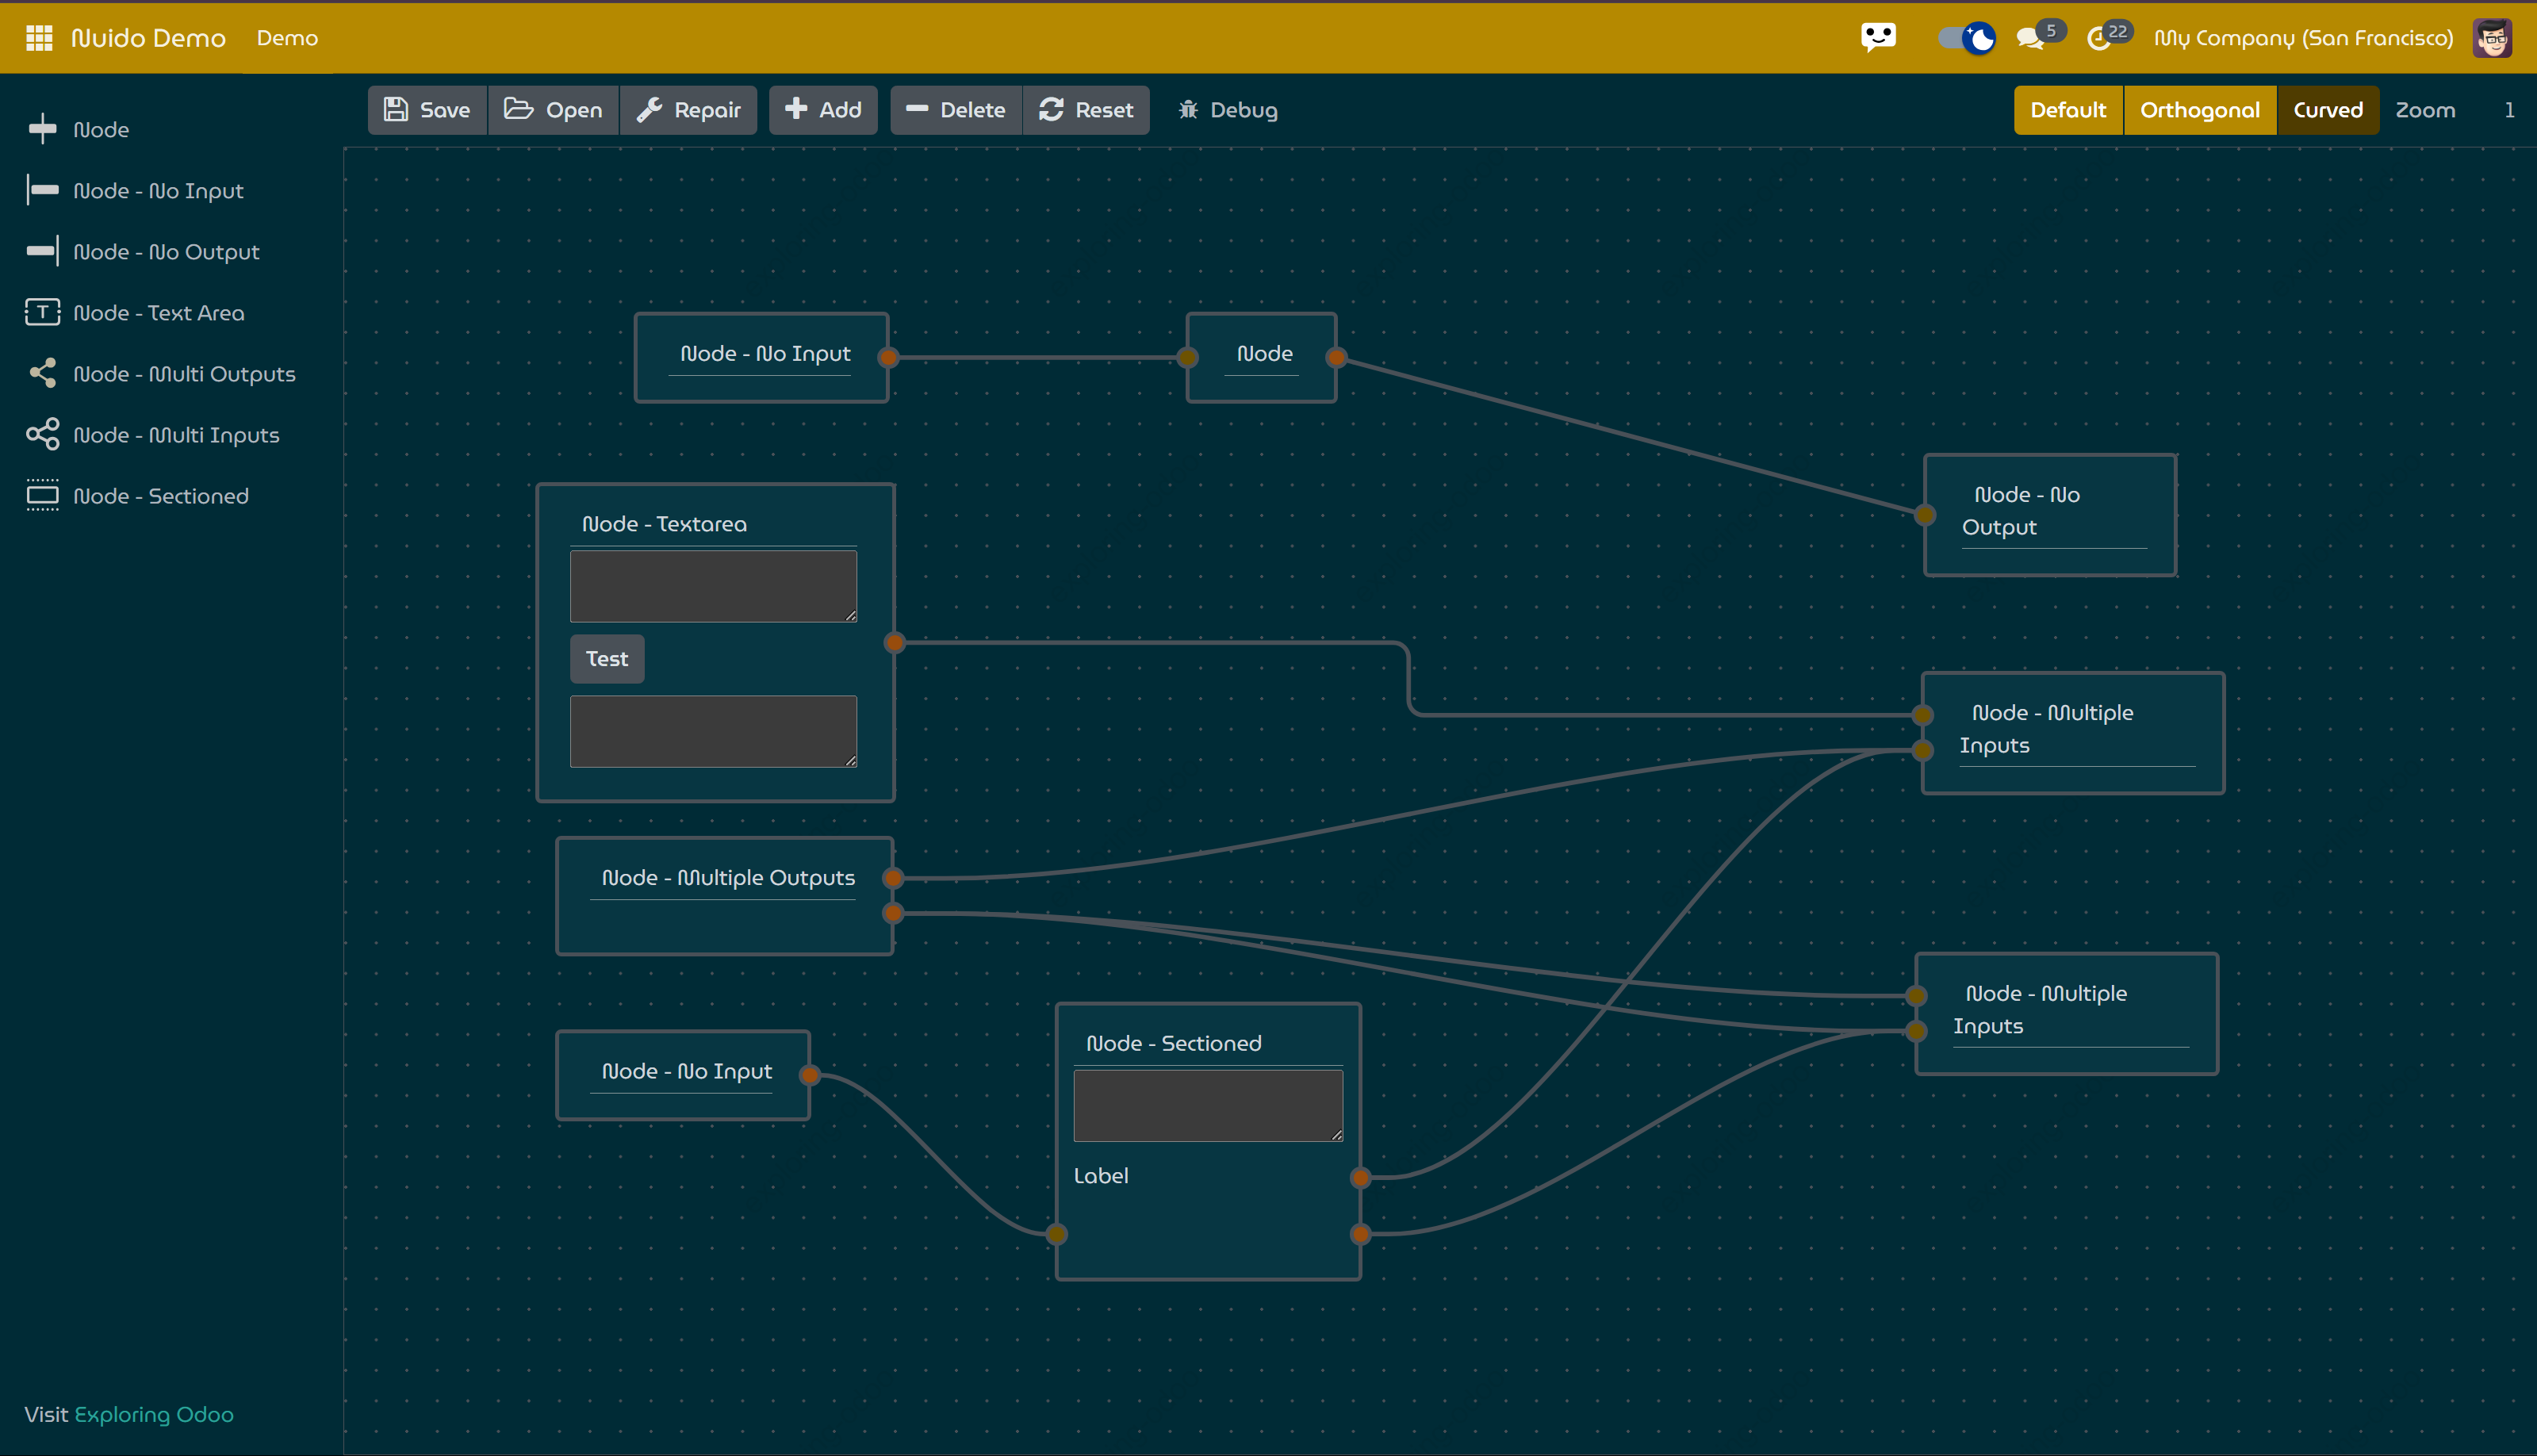 Nuido Demo Demo 5 22 My Company (San Francisco)
Save Open Repair Add Delete Reset Debug Default Orthogonal Curved Zoom 1
Node
Node - No Input
Node - No Output
Node - Text Area
Node - Multi Outputs
Node - Multi Inputs
Node - Sectioned
Node - No Input
Node
Node - No
Output
Node - Textarea
Test
Node - Multiple
Inputs
Node - Multiple Outputs
Node - Multiple
Inputs
Node - No Input
Node - Sectioned
Label
Visit Exploring Odoo